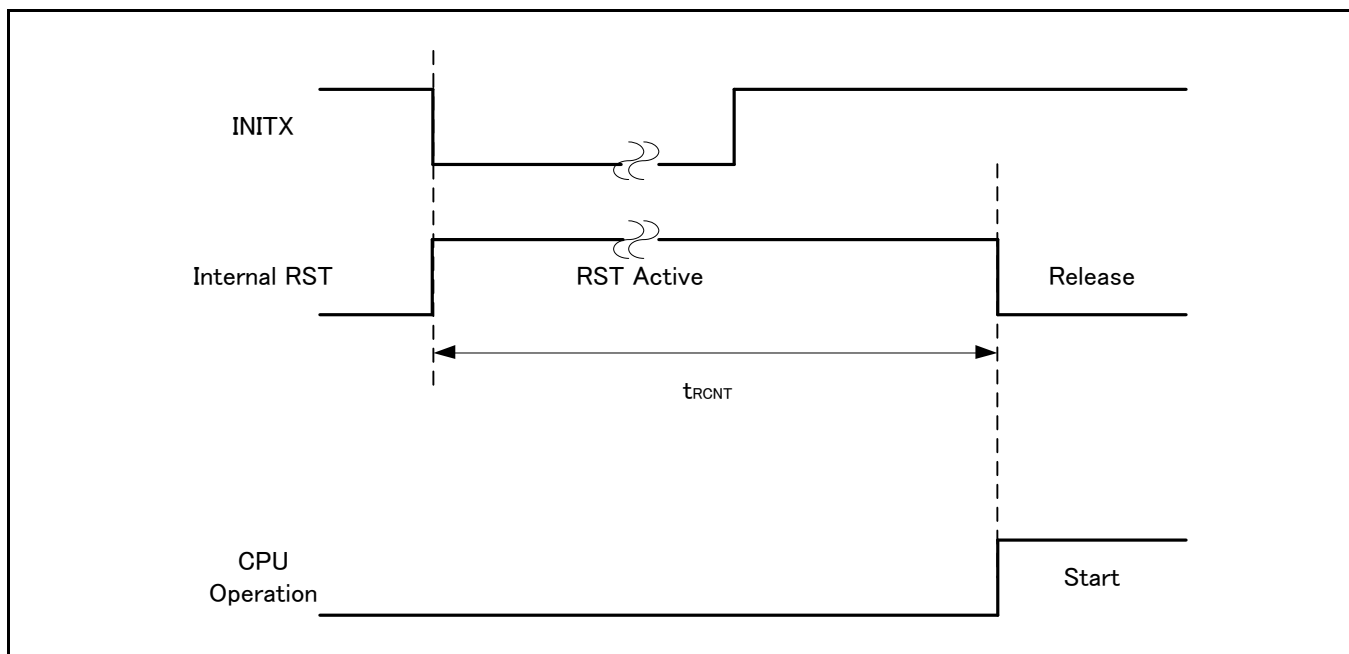 INITX
Internal RST
RST Active
Release
tRCNT
CPU
Operation
Start